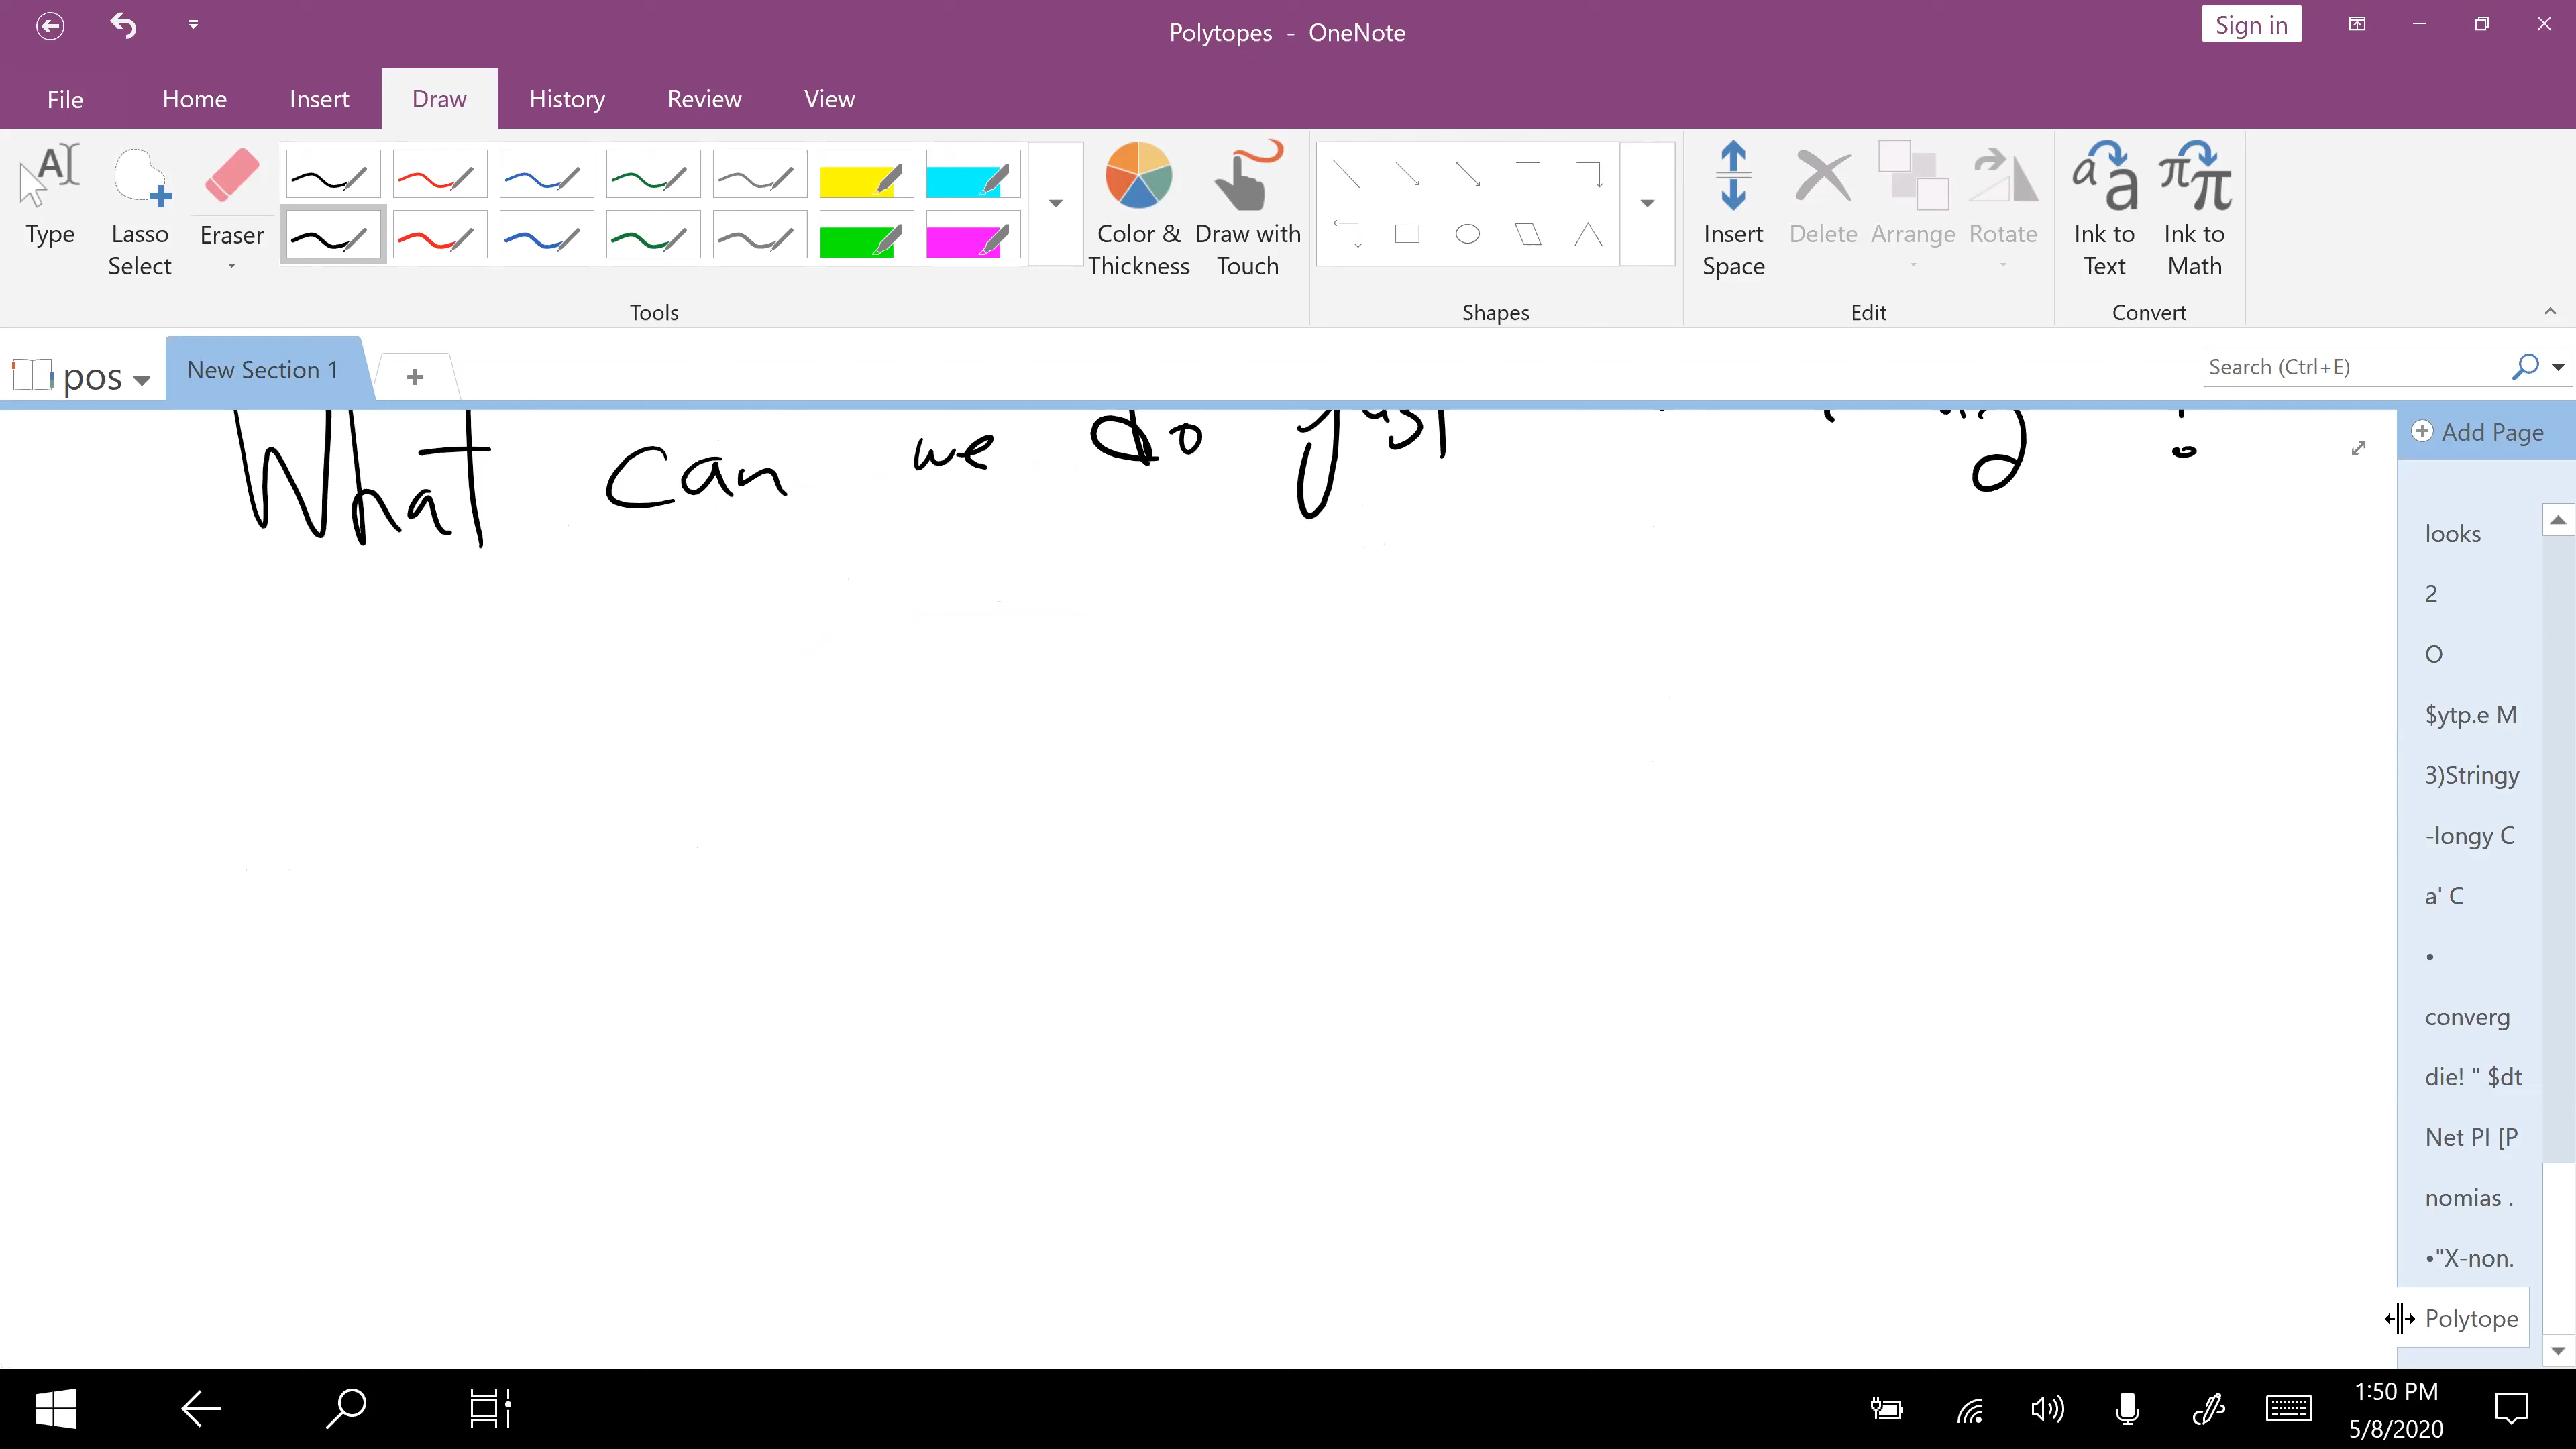 Polytopes - OneNote
Sign in
File Home Insert Draw History Review View
Type
Lasso Select
Eraser
Color & Thickness
Draw with Touch
Insert Space
Delete
Arrange
Rotate
Ink to Text
Ink to Math
Tools Shapes Edit Convert
pos New Section 1 +
Search (Ctrl+E)
What can we do just ?
Add Page
looks
2
O
$ytp.e M
3)Stringy
-longy C
a' C
•
converg
die! " $dt
Net PI [P
nomias .
•"X-non.
Polytope
1:50 PM
5/8/2020